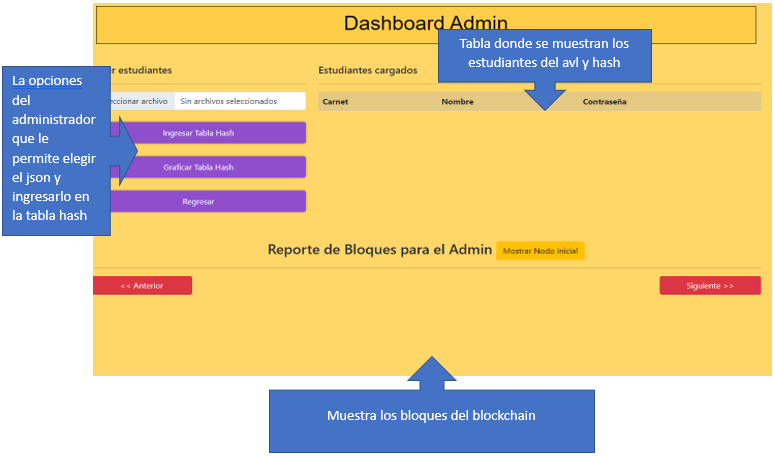 Dashboard Admin
Tabla donde se muestran los
estudiantes del avl y hash
La opciones
del
administrador
que le
permite elegir
el json y
ingresarlo en
la tabla hash
r estudiantes
eccionar archivo
Sin archivos seleccionados
Ingresar Tabla Hash
Graficar Tabla Hash
Regresar
Estudiantes cargados
Carnet
Nombre
Contraseña
Reporte de Bloques para el Admin
Mostrar Nodo Inicial
<< Anterior
Siguiente >>
Muestra los bloques del blockchain